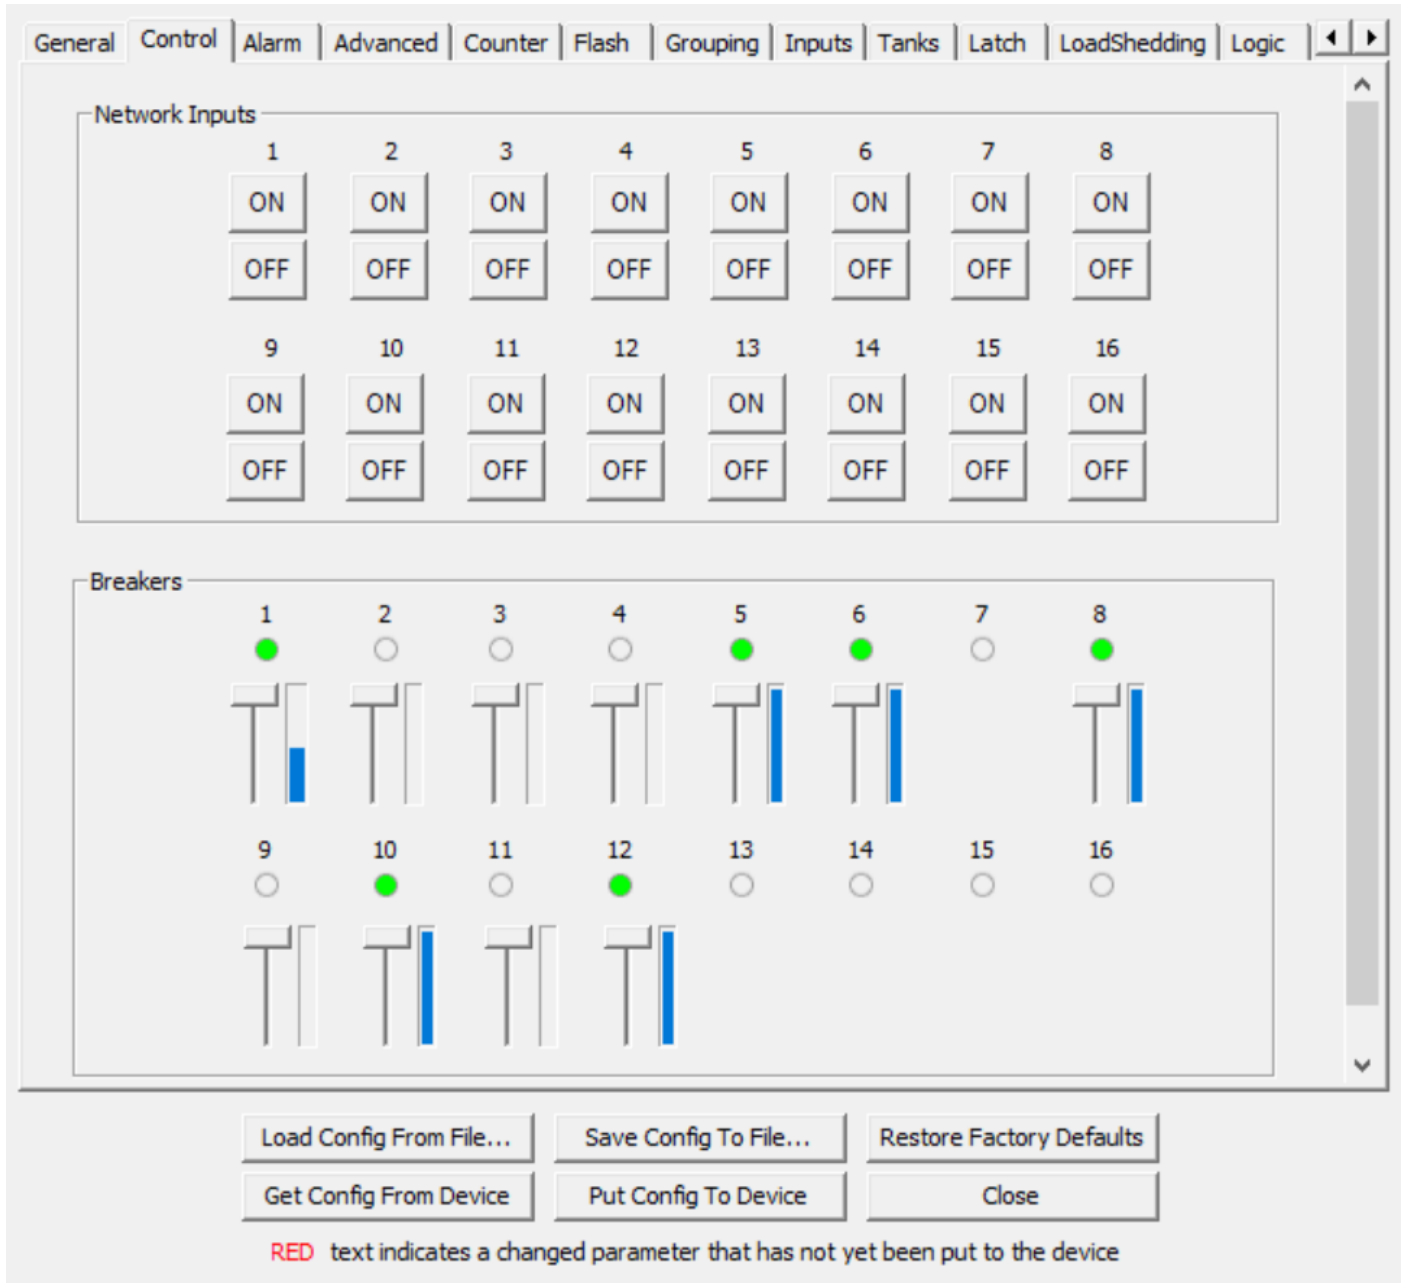 General Control Alarm Advanced Counter Flash Grouping Inputs Tanks Latch LoadShedding Logic
Network Inputs
1 2 3 4 5 6 7 8
ON ON ON ON ON ON ON ON
OFF OFF OFF OFF OFF OFF OFF OFF
9 10 11 12 13 14 15 16
ON ON ON ON ON ON ON ON
OFF OFF OFF OFF OFF OFF OFF OFF
Breakers
1 2 3 4 5 6 7 8
9 10 11 12 13 14 15 16
Load Config From File... Save Config To File... Restore Factory Defaults
Get Config From Device Put Config To Device Close
RED text indicates a changed parameter that has not yet been put to the device